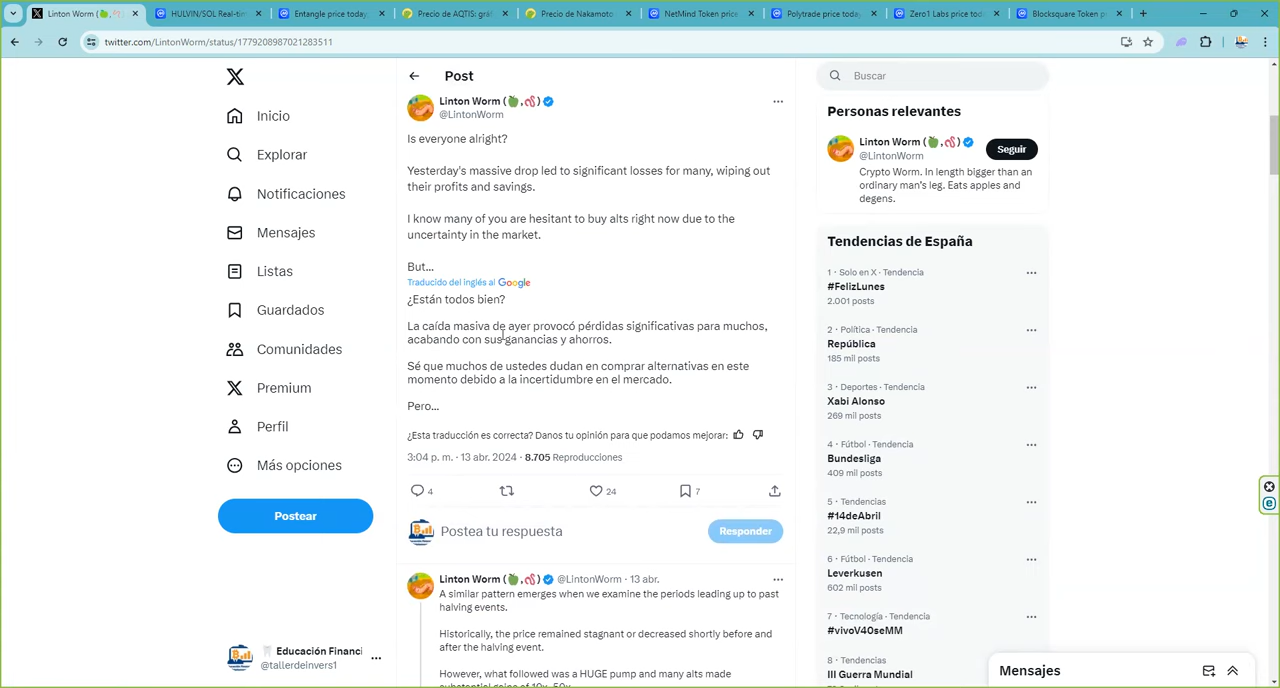 Linton Worm (
HULVIN/SOL Real-tim
Entangle price today,
Precio de AQTIS: grá
Precio de Nakamoto
NetMind Token price
Polytrade price today
Zero1 Labs price tod
Blocksquare Token p
twitter.com/LintonWorm/status/1779208987021283511
Inicio
Explorar
Notificaciones
Mensajes
Listas
Guardados
Comunidades
Premium
Perfil
Más opciones
Postear
Educación Financi
@tallerdeinvers1
Post
Linton Worm (🍏,🪱)
@LintonWorm
Is everyone alright?
Yesterday's massive drop led to significant losses for many, wiping out
their profits and savings.
I know many of you are hesitant to buy alts right now due to the
uncertainty in the market.
But...
Traducido del inglés al Google
¿Están todos bien?
La caída masiva de ayer provocó pérdidas significativas para muchos,
acabando con sus ganancias y ahorros.
Sé que muchos de ustedes dudan en comprar alternativas en este
momento debido a la incertidumbre en el mercado.
Pero...
¿Esta traducción es correcta? Danos tu opinión para que podamos mejorar:
3:04 p. m. · 13 abr. 2024 · 8.705 Reproducciones
4
24
7
Postea tu respuesta
Responder
Linton Worm (🍏,🪱) @LintonWorm · 13 abr.
A similar pattern emerges when we examine the periods leading up to past
halving events.
Historically, the price remained stagnant or decreased shortly before and
after the halving event.
However, what followed was a HUGE pump and many alts made
Buscar
Personas relevantes
Linton Worm (🍏,🪱)
@LintonWorm
Seguir
Crypto Worm. In length bigger than an
ordinary man's leg. Eats apples and
degens.
Tendencias de España
1 · Solo en X · Tendencia
#FelizLunes
2.001 posts
2 · Política · Tendencia
República
185 mil posts
3 · Deportes · Tendencia
Xabi Alonso
269 mil posts
4 · Fútbol · Tendencia
Bundesliga
409 mil posts
5 · Tendencias
#14deAbril
22,9 mil posts
6 · Fútbol · Tendencia
Leverkusen
602 mil posts
7 · Tecnología · Tendencia
#vivoV40seMM
8 · Tendencias
III Guerra Mundial
Mensajes